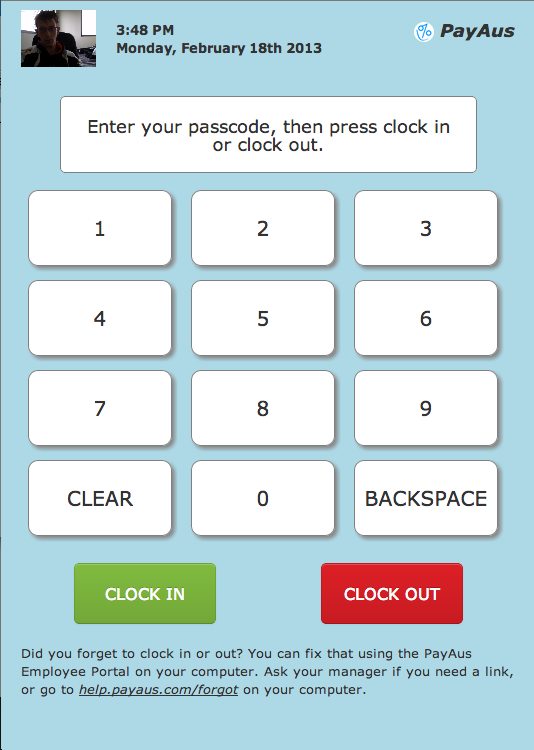 3:48 PM
Monday, February 18th 2013
PayAus
Enter your passcode, then press clock in
or clock out.
1
2
3
4
5
6
7
8
9
CLEAR
0
BACKSPACE
CLOCK IN
CLOCK OUT
Did you forget to clock in or out? You can fix that using the PayAus
Employee Portal on your computer. Ask your manager if you need a link,
or go to help.payaus.com/forgot on your computer.